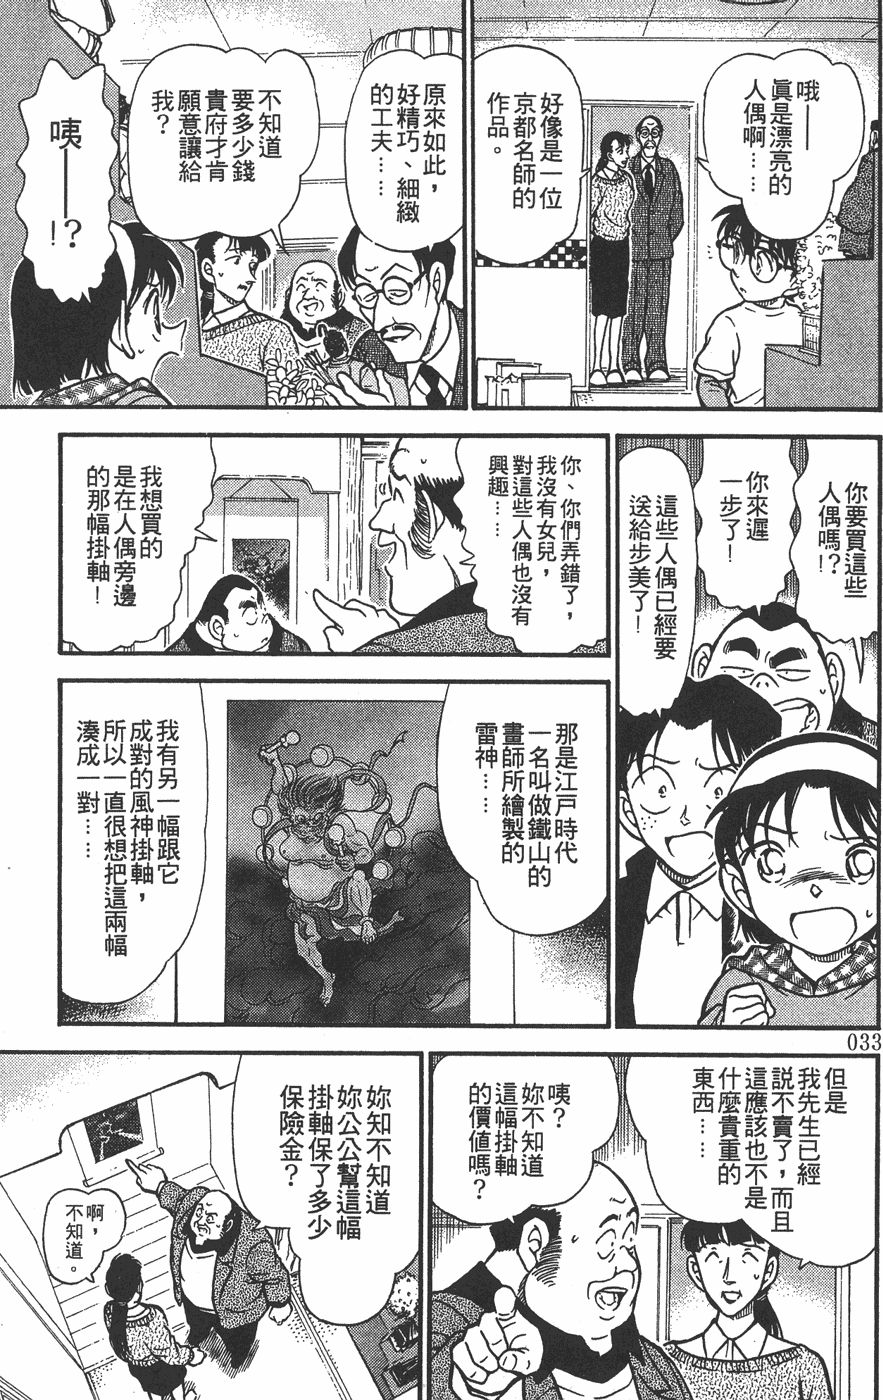 哦——
眞是漂亮的
人偶啊……
好像是一位
京都名師的
作品。
原來如此，
好精巧、細緻
的工夫……
不知道
要多少錢
貴府才肯
願意讓給
我？
咦——
！？
你要買這些
人偶嗎！？
你來遲
一步了！
這些人偶已經要
送給步美了！
你、你們弄錯了，
我沒有女兒，
對這些人偶也沒有
興趣……
我想買的
是在人偶旁邊
的那幅掛軸！
那是江戶時代
一名叫做鐵山的
畫師所繪製的
雷神……
我有另一幅跟它
成對的風神掛軸，
所以一直很想把這兩幅
湊成一對……
033
但是
我先生已經
說不賣了，而且
這應該也不是
什麼貴重的
東西……
咦？
妳不知道
這幅掛軸
的價値嗎？
妳知不知道
妳公公幫這幅
掛軸保了多少
保險金？
啊，
不知道。